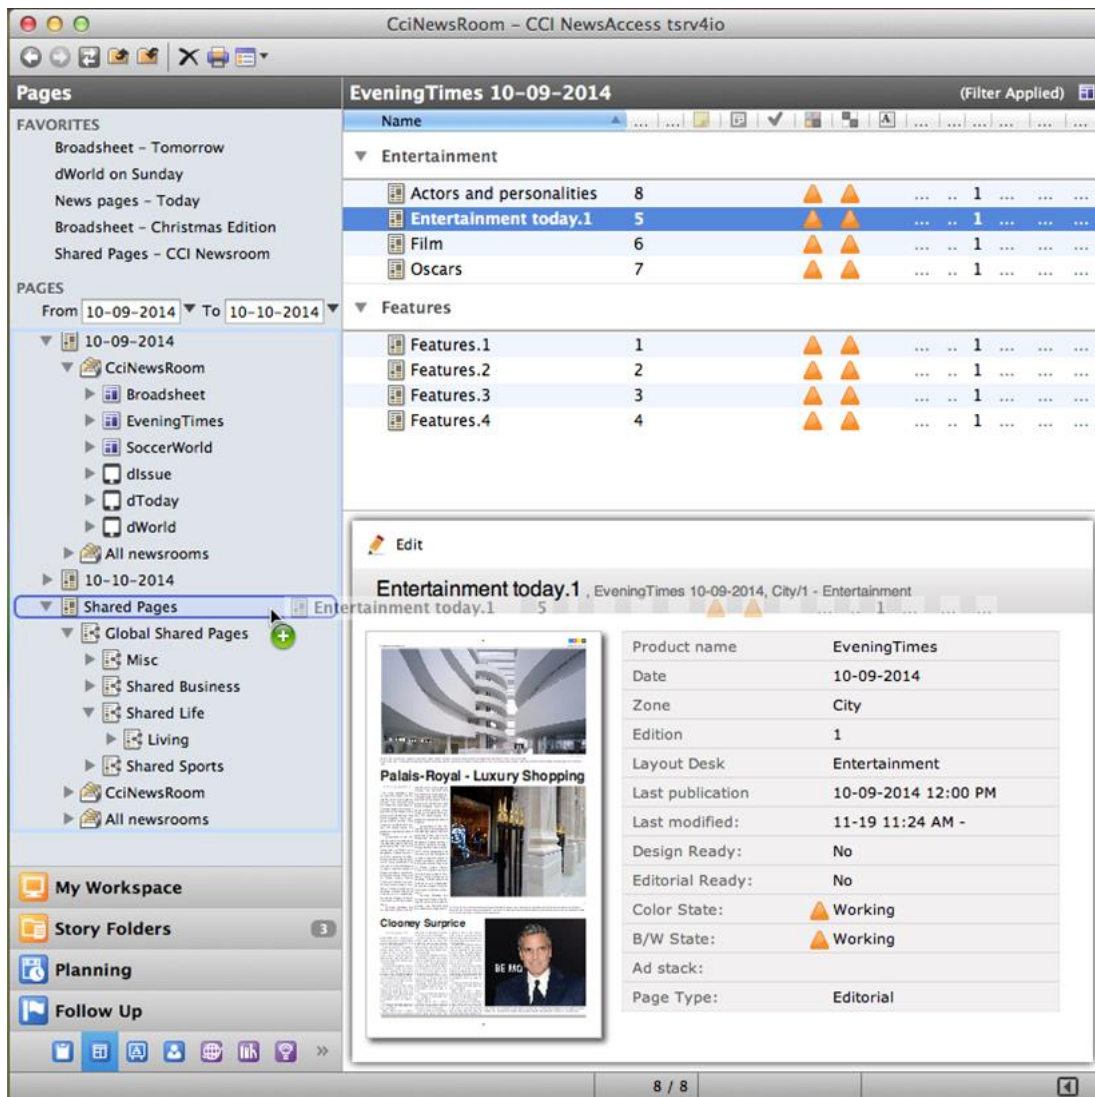 CciNewsRoom – CCI NewsAccess tsrv4io
Pages
FAVORITES
Broadsheet – Tomorrow
dWorld on Sunday
News pages – Today
Broadsheet – Christmas Edition
Shared Pages – CCI Newsroom
PAGES
From 10-09-2014 To 10-10-2014
10-09-2014
CciNewsRoom
Broadsheet
EveningTimes
SoccerWorld
dIssue
dToday
dWorld
All newsrooms
10-10-2014
Shared Pages
Global Shared Pages
Misc
Shared Business
Shared Life
Living
Shared Sports
CciNewsRoom
All newsrooms
My Workspace
Story Folders 3
Planning
Follow Up
»
EveningTimes 10-09-2014 (Filter Applied)
Name ... ... A ... ... ... ... ... ...
Entertainment
Actors and personalities 8 ... .. 1 ... ... ...
Entertainment today.1 5 ... .. 1 ... ... ...
Film 6 ... .. 1 ... ... ...
Oscars 7 ... .. 1 ... ... ...
Features
Features.1 1 ... .. 1 ... ... ...
Features.2 2 ... .. 1 ... ... ...
Features.3 3 ... .. 1 ... ... ...
Features.4 4 ... .. 1 ... ... ...
Edit
Entertainment today.1 , EveningTimes 10-09-2014, City/1 - Entertainment
Entertainment today.1 5 ... .. 1 ... ... ...
Palais-Royal - Luxury Shopping
Clooney Surprice
BE MO
Product name EveningTimes
Date 10-09-2014
Zone City
Edition 1
Layout Desk Entertainment
Last publication 10-09-2014 12:00 PM
Last modified: 11-19 11:24 AM -
Design Ready: No
Editorial Ready: No
Color State: Working
B/W State: Working
Ad stack:
Page Type: Editorial
8 / 8